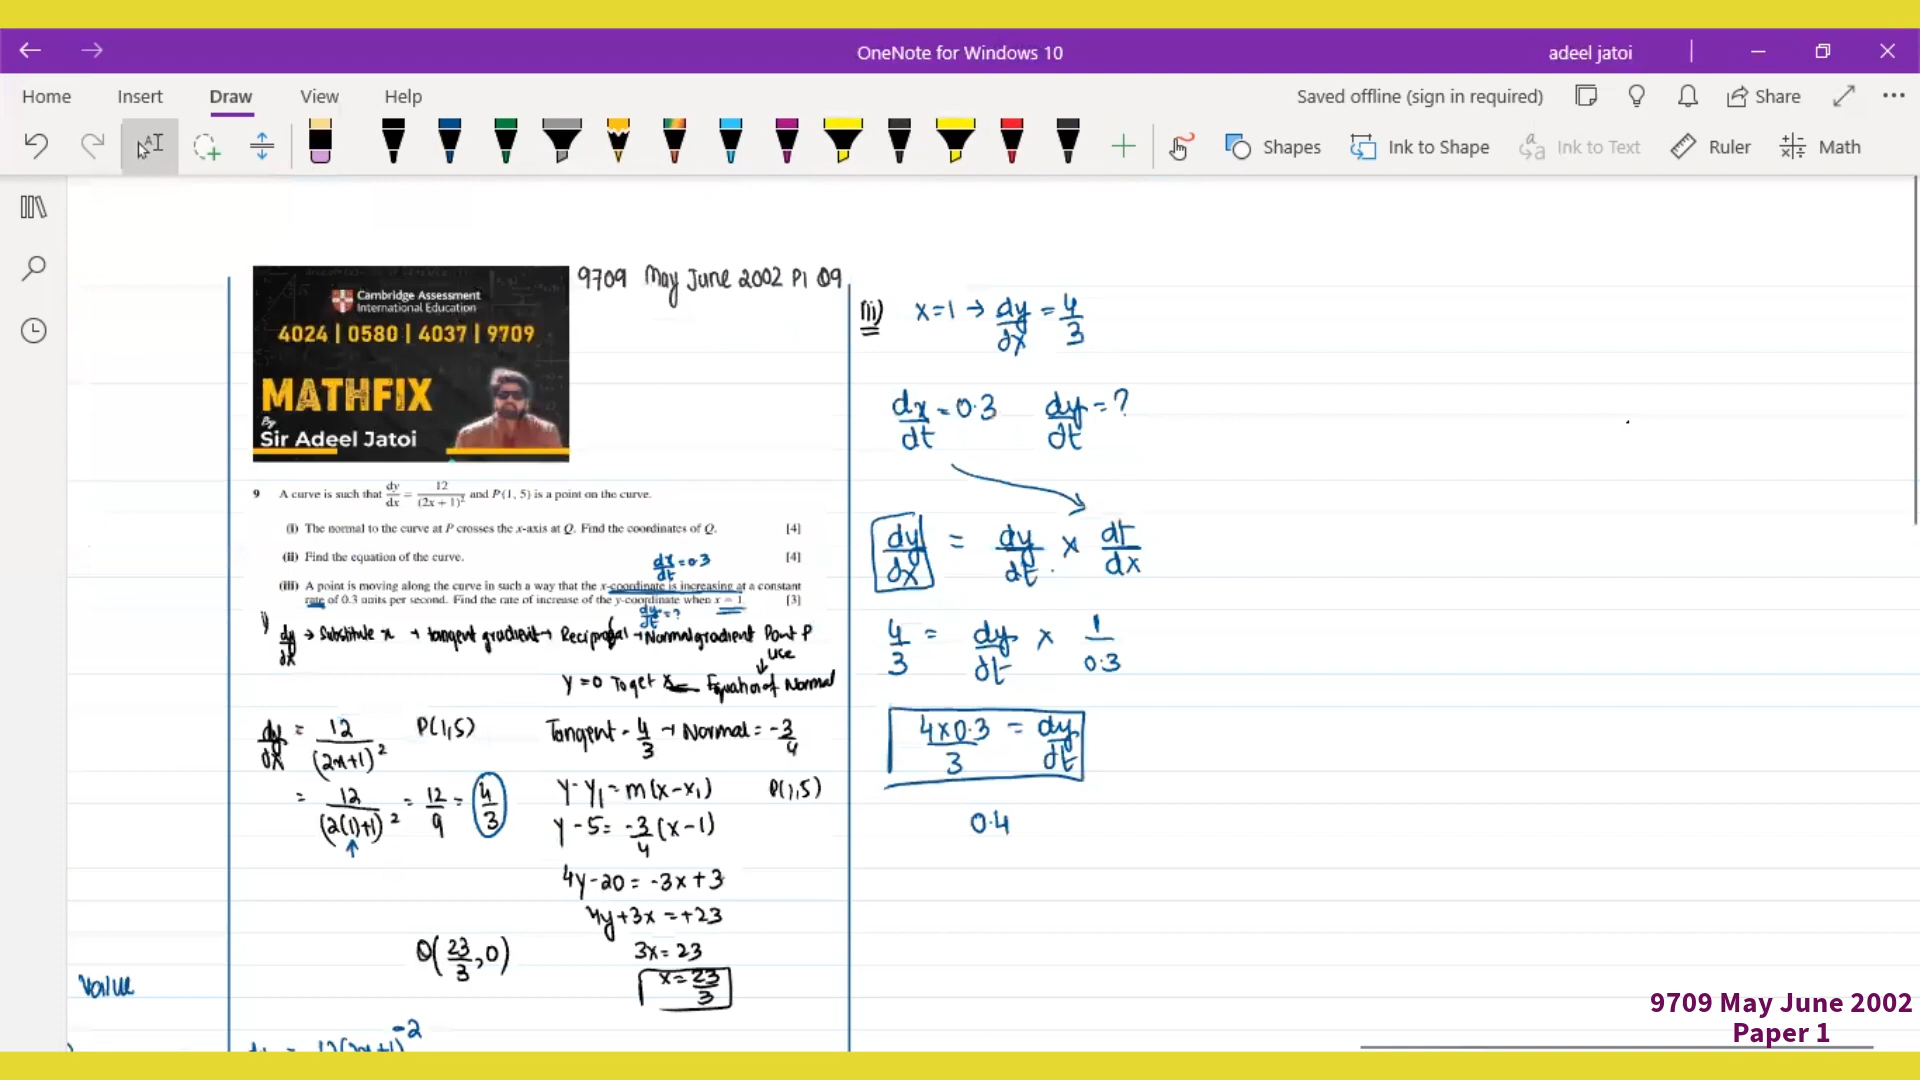 OneNote for Windows 10
adeel jatoi
Home Insert Draw View Help
Saved offline (sign in required)
Share
Shapes Ink to Shape Ink to Text Ruler Math
Cambridge Assessment
International Education
4024 | 0580 | 4037 | 9709
MATHFIX
By
Sir Adeel Jatoi
9709 May June 2002 P1 09
9 A curve is such that dy/dx = 12/(2x + 1)² and P(1, 5) is a point on the curve.
(i) The normal to the curve at P crosses the x-axis at Q. Find the coordinates of Q. [4]
(ii) Find the equation of the curve. [4]
dx/dt = 0.3
(iii) A point is moving along the curve in such a way that the x-coordinate is increasing at a constant
rate of 0.3 units per second. Find the rate of increase of the y-coordinate when x = 1. [3]
dy/dt = ?
i) dy/dx → Substitute x → tangent gradient → Reciprocal → Normal gradient Point P
↓ Use
y = 0 To get x ← Equation of Normal
dy/dx = 12/(2x+1)² P(1,5)
= 12/(2(1)+1)² = 12/9 = 4/3
↑
Tangent = 4/3 → Normal = -3/4
y - y₁ = m(x - x₁) P(1,5)
y - 5 = -3/4 (x - 1)
4y - 20 = -3x + 3
4y + 3x = +23
3x = 23
x = 23/3
Q(23/3, 0)
Value
-2
(iii) x = 1 → dy/dx = 4/3
dx/dt = 0.3 dy/dt = ?
dy/dx = dy/dt × dt/dx
4/3 = dy/dt × 1/0.3
4×0.3/3 = dy/dt
0.4
9709 May June 2002
Paper 1